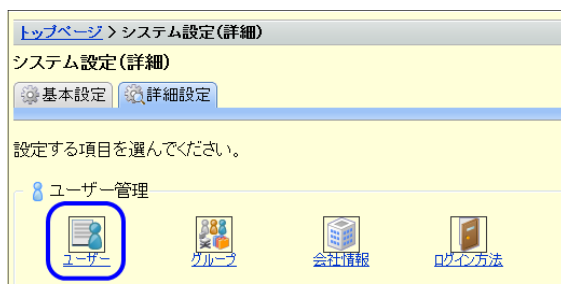 トップページ > システム設定(詳細)
システム設定(詳細)
基本設定 詳細設定
設定する項目を選んでください。
ユーザー管理
ユーザー グループ 会社情報 ログイン方法